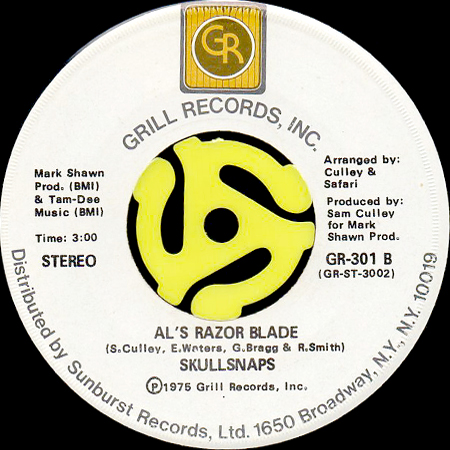 GR
GRILL RECORDS, INC.
Mark Shawn
Prod. (BMI)
& Tam-Dee
Music (BMI)
Time: 3:00
STEREO
Arranged by:
Culley &
Safari
Produced by:
Sam Culley
for Mark
Shawn Prod.
GR-301 B
(GR-ST-3002)
AL'S RAZOR BLADE
(S.Culley, E.Waters, G.Bragg & R.Smith)
SKULLSNAPS
Ⓟ1975 Grill Records, Inc.
Distributed by Sunburst Records, Ltd. 1650 Broadway, N.Y., N.Y. 10019